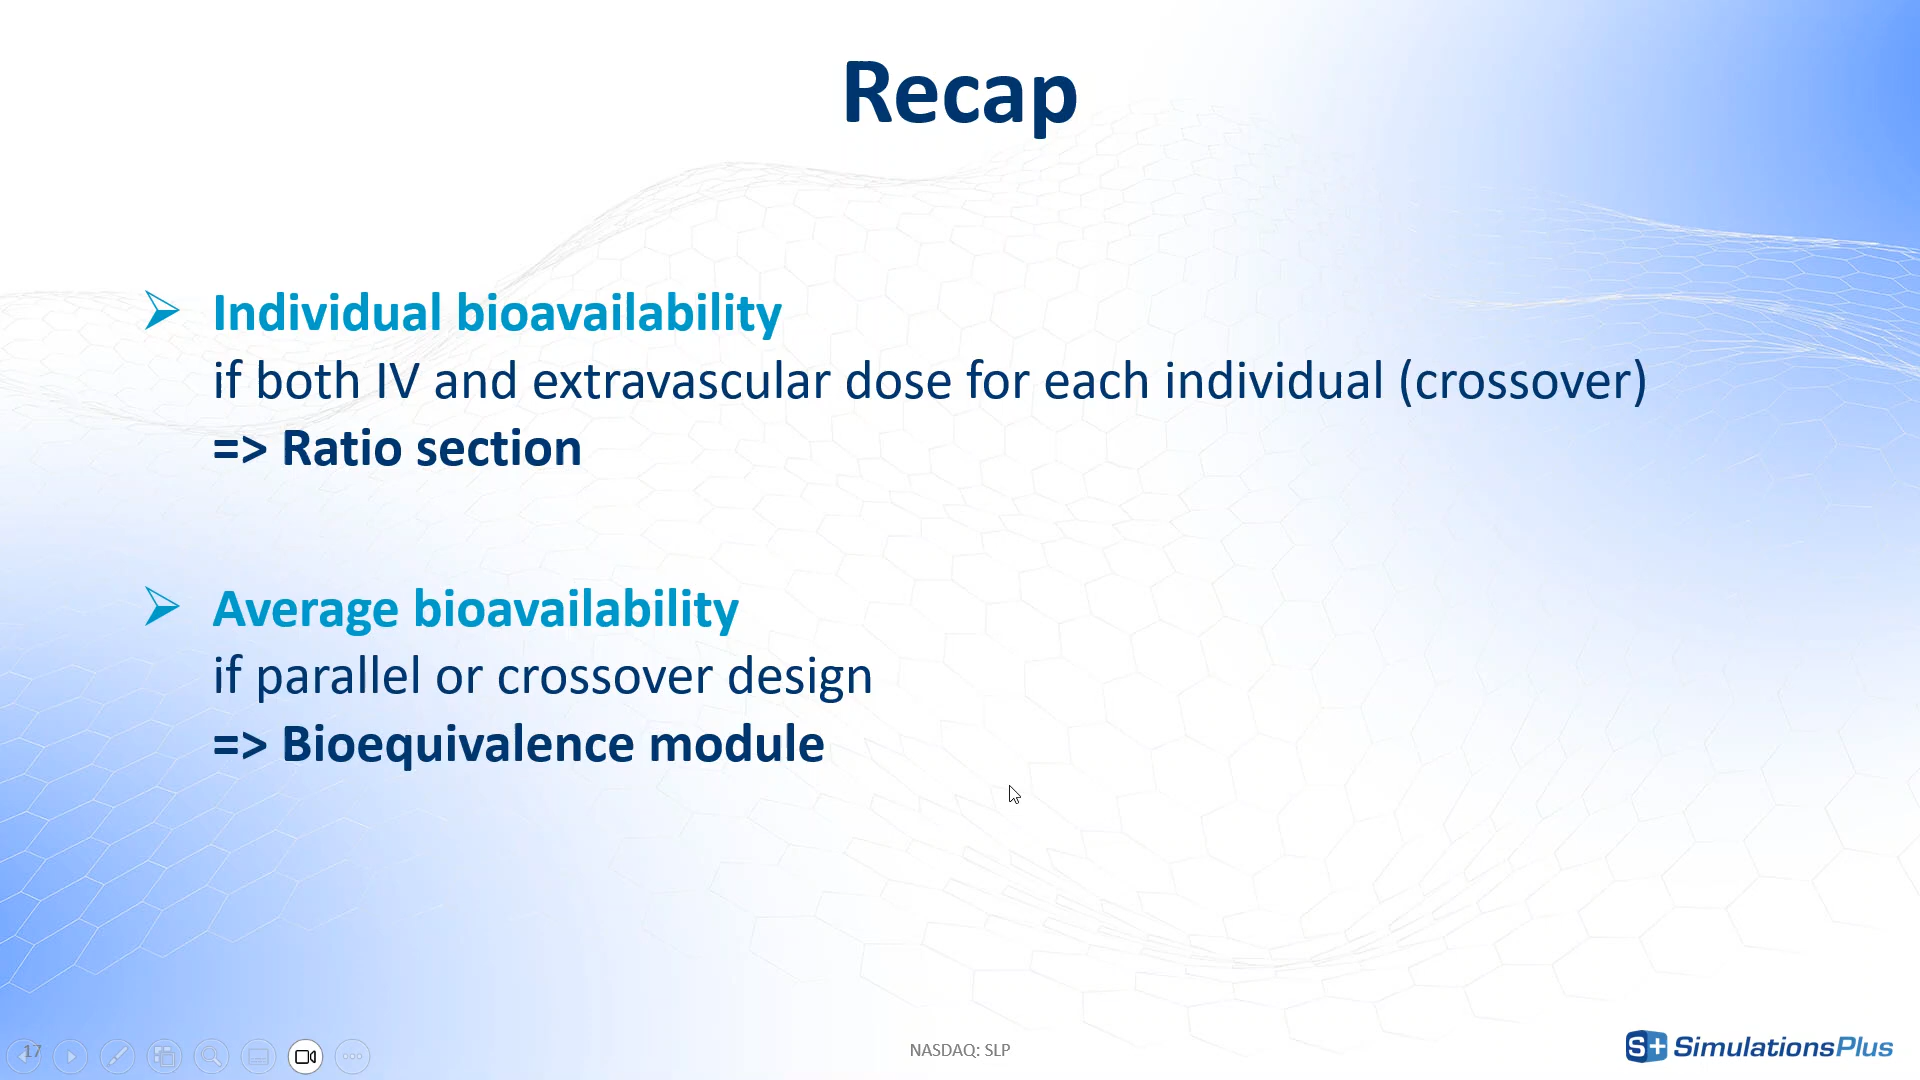 Recap
Individual bioavailability
if both IV and extravascular dose for each individual (crossover)
=> Ratio section
Average bioavailability
if parallel or crossover design
=> Bioequivalence module
17
NASDAQ: SLP
S+ SimulationsPlus